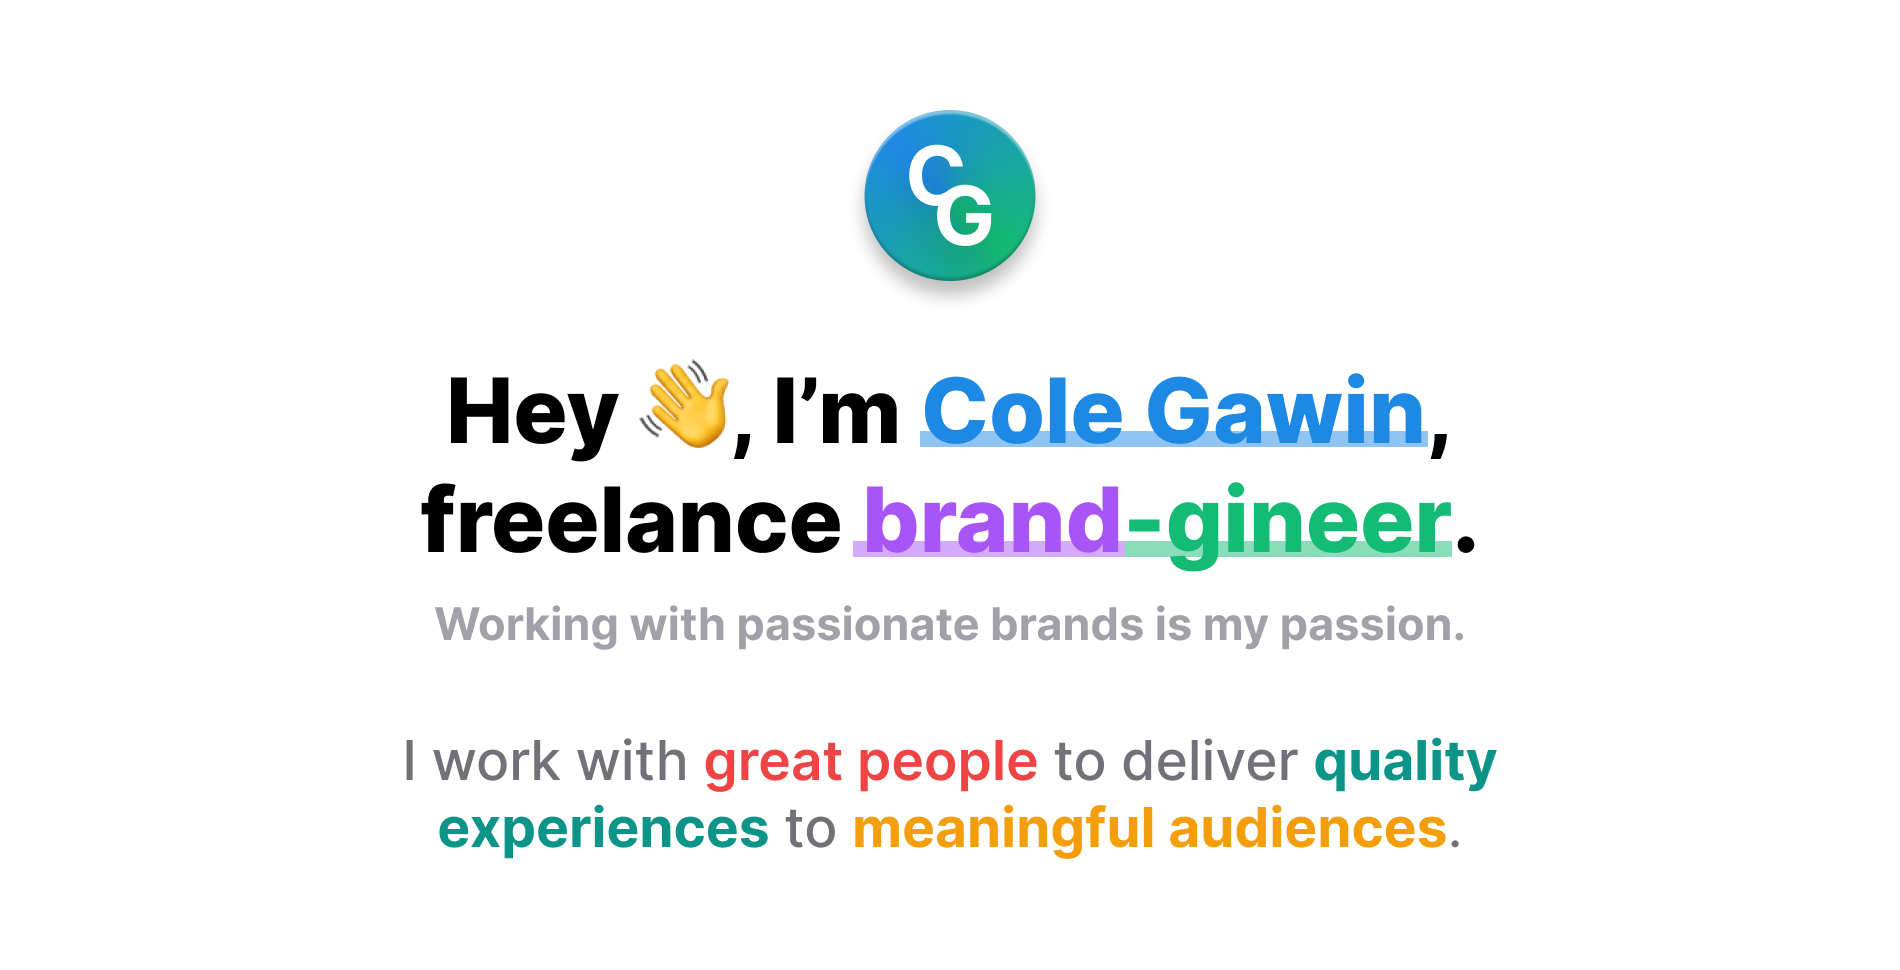 CG
Hey 👋, I’m Cole Gawin,
freelance brand-gineer.
Working with passionate brands is my passion.
I work with great people to deliver quality
experiences to meaningful audiences.